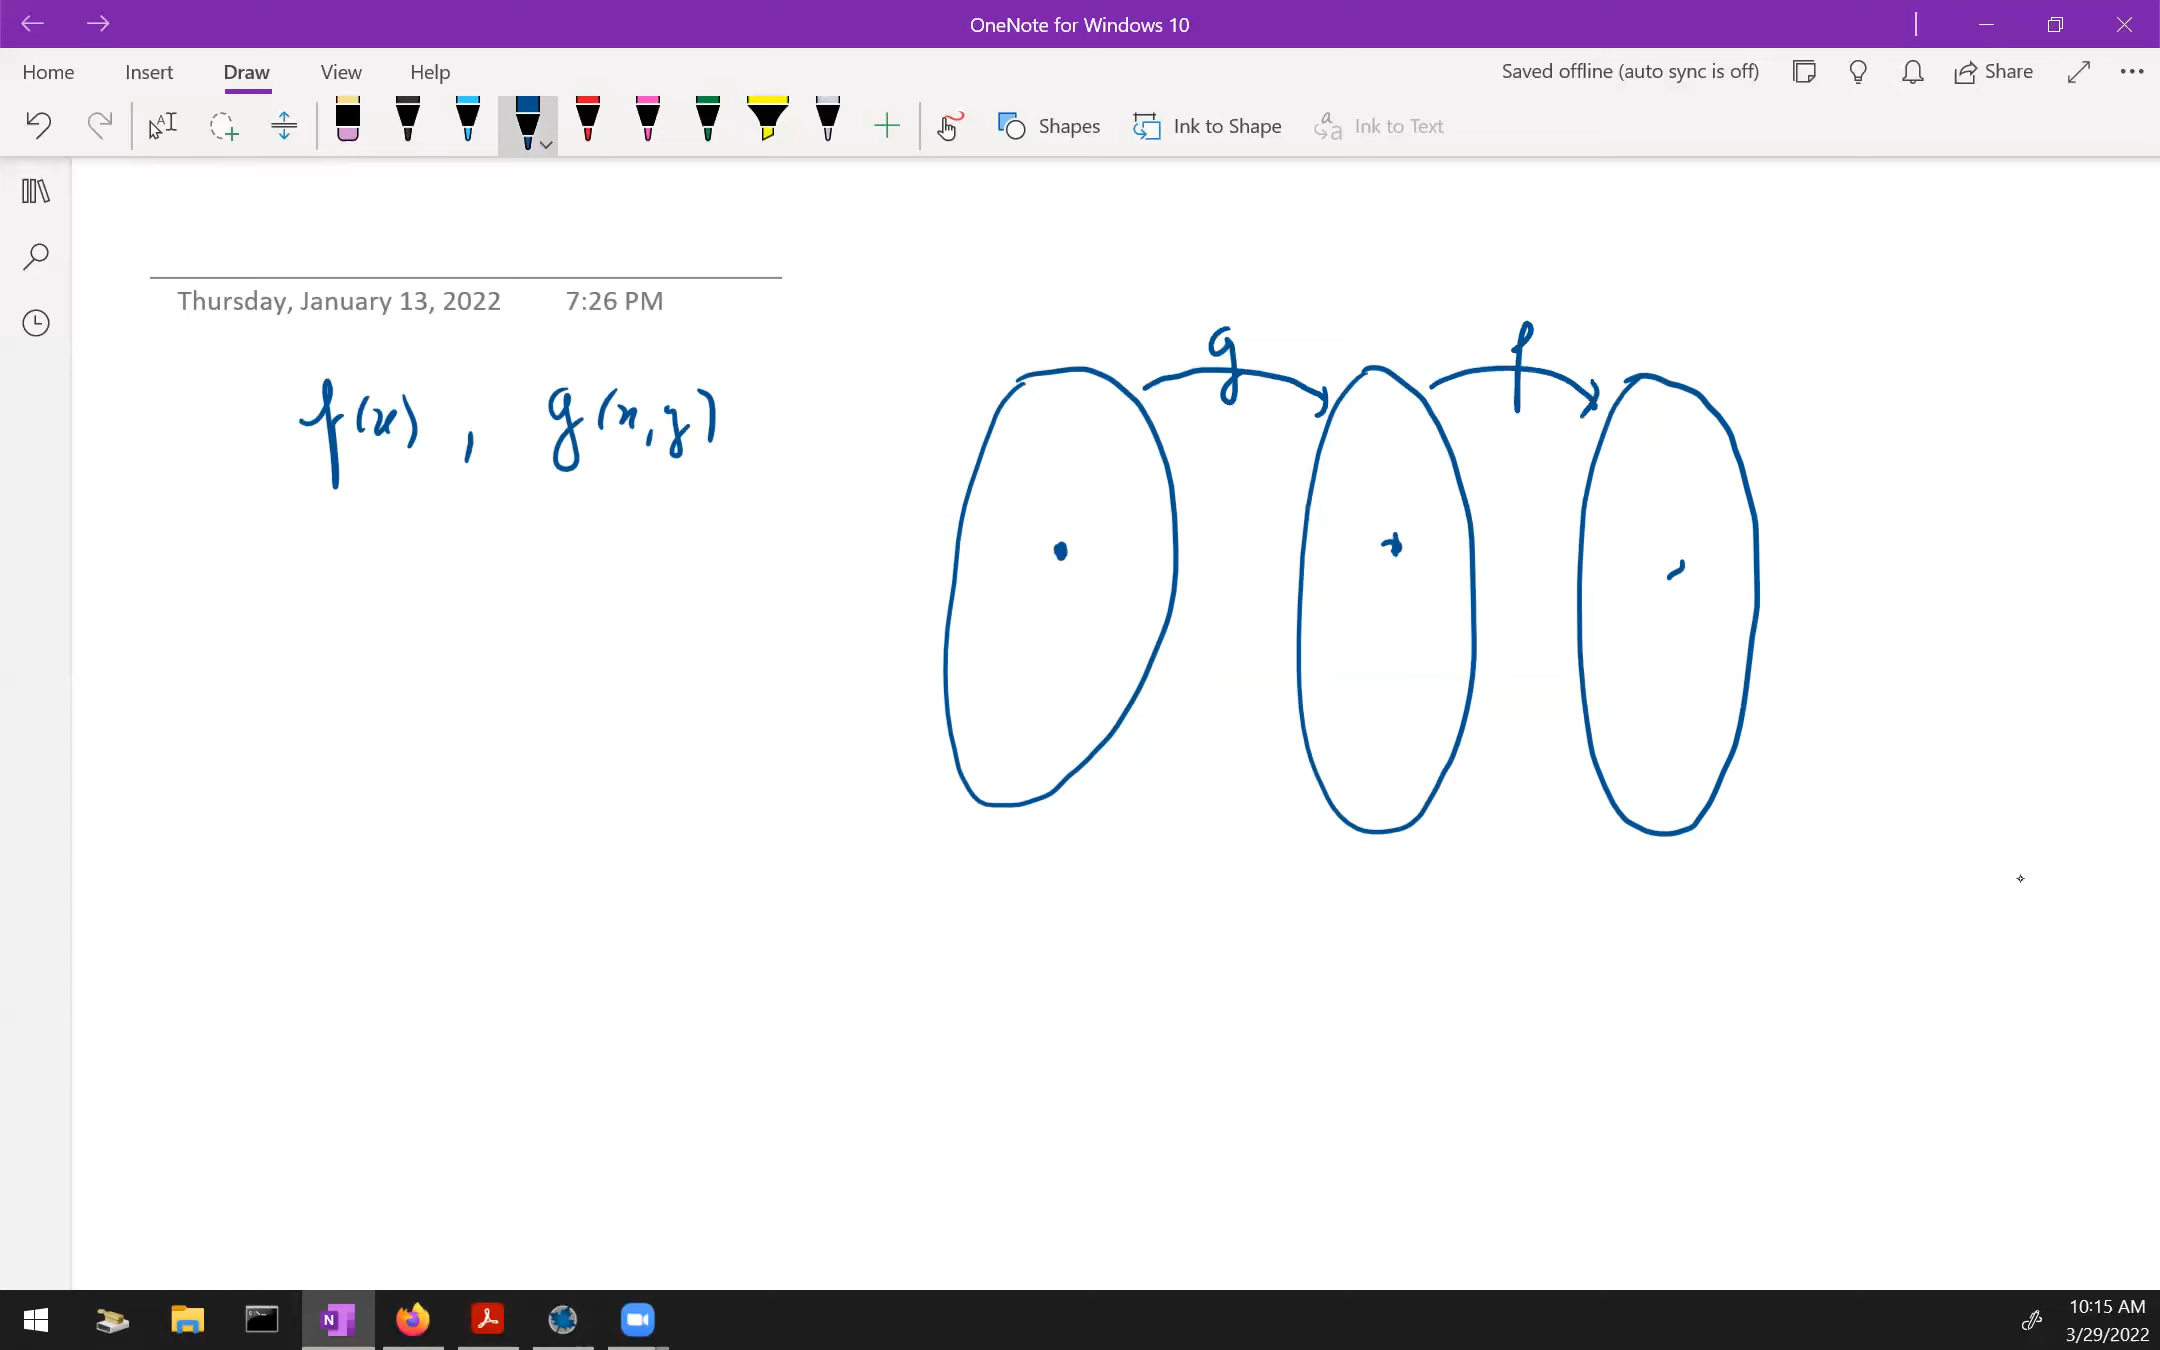 OneNote for Windows 10
Home Insert Draw View Help Saved offline (auto sync is off) Share
Shapes Ink to Shape Ink to Text
Thursday, January 13, 2022 7:26 PM
g f
f(x) , g(x,y)
10:15 AM
3/29/2022